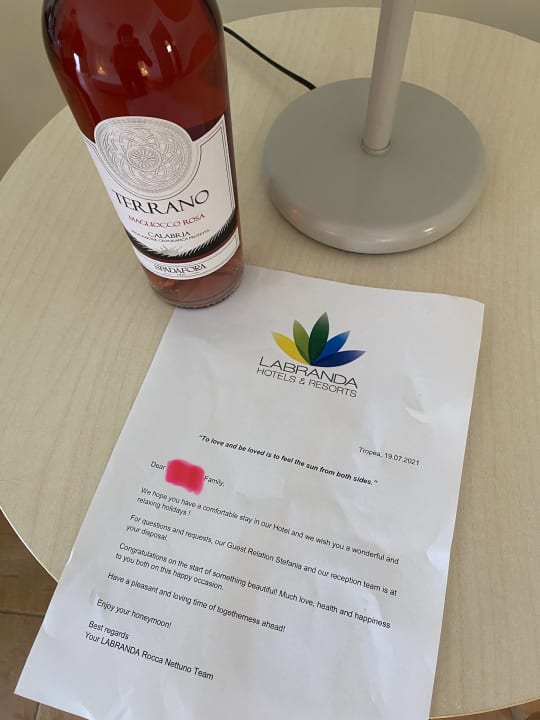 TERRANO
MAGLIOCCO ROSA
CALABRIA
SPADAFORA
LABRANDA
HOTELS & RESORTS
Tropea, 19.07.2021
"To love and be loved is to feel the sun from both sides."
Dear Family,
We hope you have a comfortable stay in our Hotel and we wish you a wonderful and
relaxing holidays !
For questions and requests, our Guest Relation Stefania and our reception team is at
your disposal.
Congratulations on the start of something beautiful! Much love, health and happiness
to you both on this happy occasion.
Have a pleasant and loving time of togetherness ahead!
Enjoy your honeymoon!
Best regards
Your LABRANDA Rocca Nettuno Team